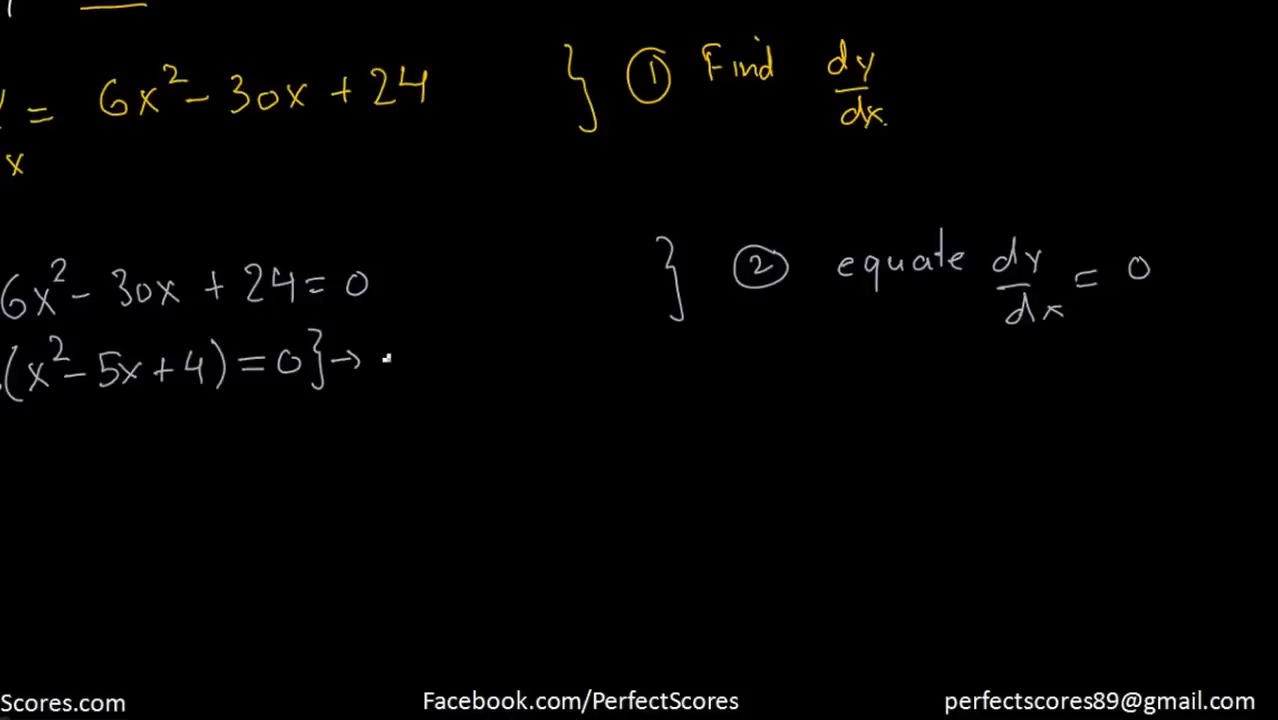 = 6x² - 30x + 24 } ① Find dy/dx.
x
6x² - 30x + 24 = 0 } ② equate dy/dx = 0
(x² - 5x + 4) = 0} →
Scores.com Facebook.com/PerfectScores perfectscores89@gmail.com